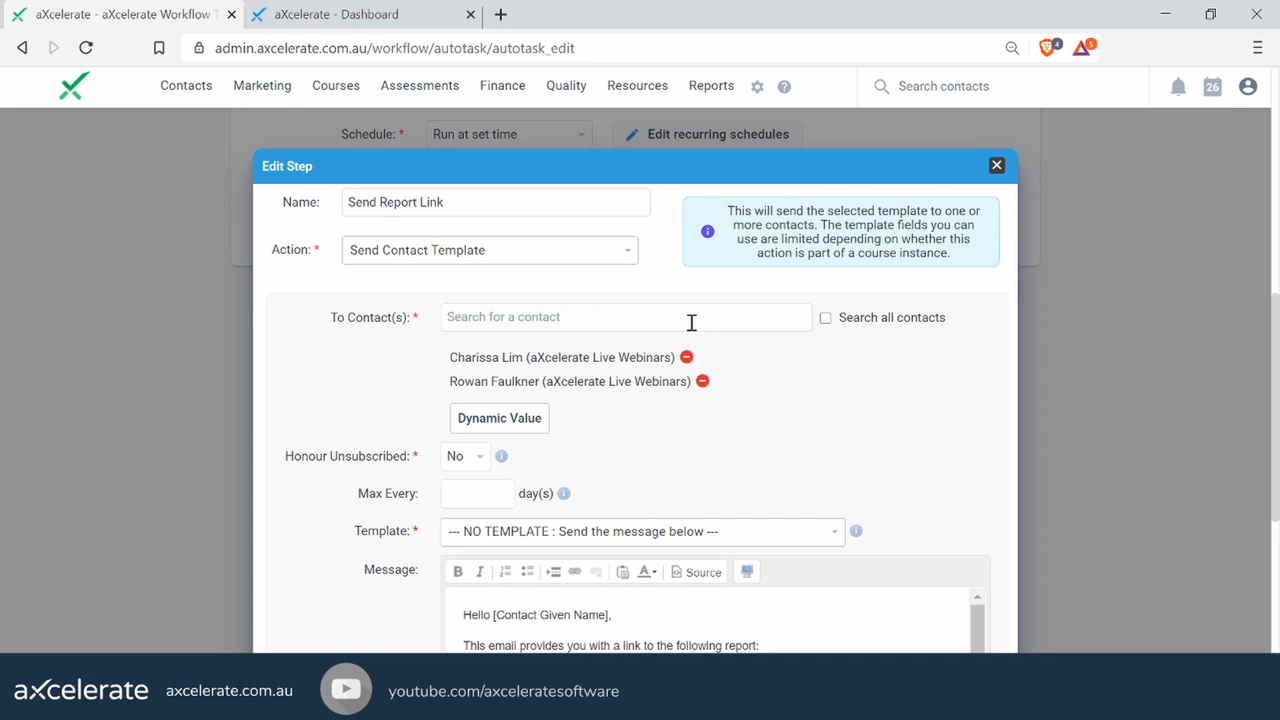 aXcelerate - aXcelerate Workflow T
aXcelerate - Dashboard
admin.axcelerate.com.au/workflow/autotask/autotask_edit
4
5
Contacts Marketing Courses Assessments Finance Quality Resources Reports
Search contacts
26
Schedule: * Run at set time Edit recurring schedules
Edit Step
Name: Send Report Link
This will send the selected template to one or
more contacts. The template fields you can
use are limited depending on whether this
action is part of a course instance.
Action: * Send Contact Template
To Contact(s): * Search for a contact Search all contacts
Charissa Lim (aXcelerate Live Webinars)
Rowan Faulkner (aXcelerate Live Webinars)
Dynamic Value
Honour Unsubscribed: * No
Max Every: day(s)
Template: * --- NO TEMPLATE : Send the message below ---
Message: B I A Source
Hello [Contact Given Name],
This email provides you with a link to the following report:
aXcelerate axcelerate.com.au youtube.com/axceleratesoftware